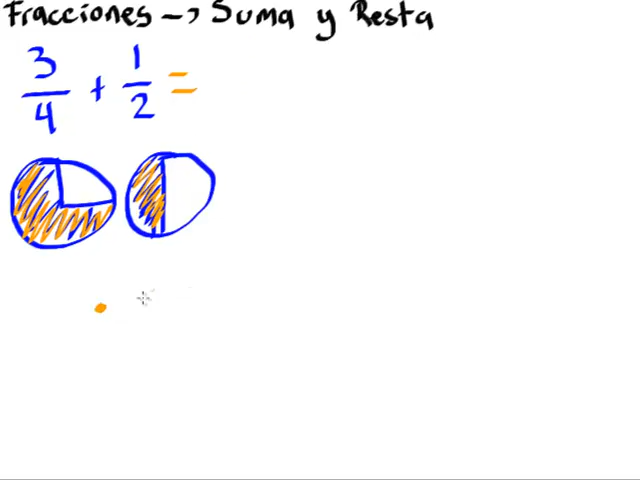 Fracciones -> Suma y Resta
3/4 + 1/2 =